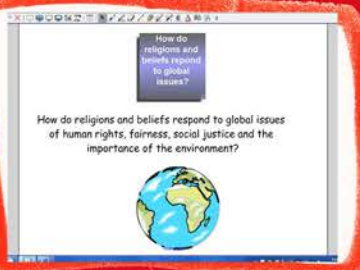 How do
religions and
beliefs repond
to global
issues?
How do religions and beliefs respond to global issues
of human rights, fairness, social justice and the
importance of the environment?